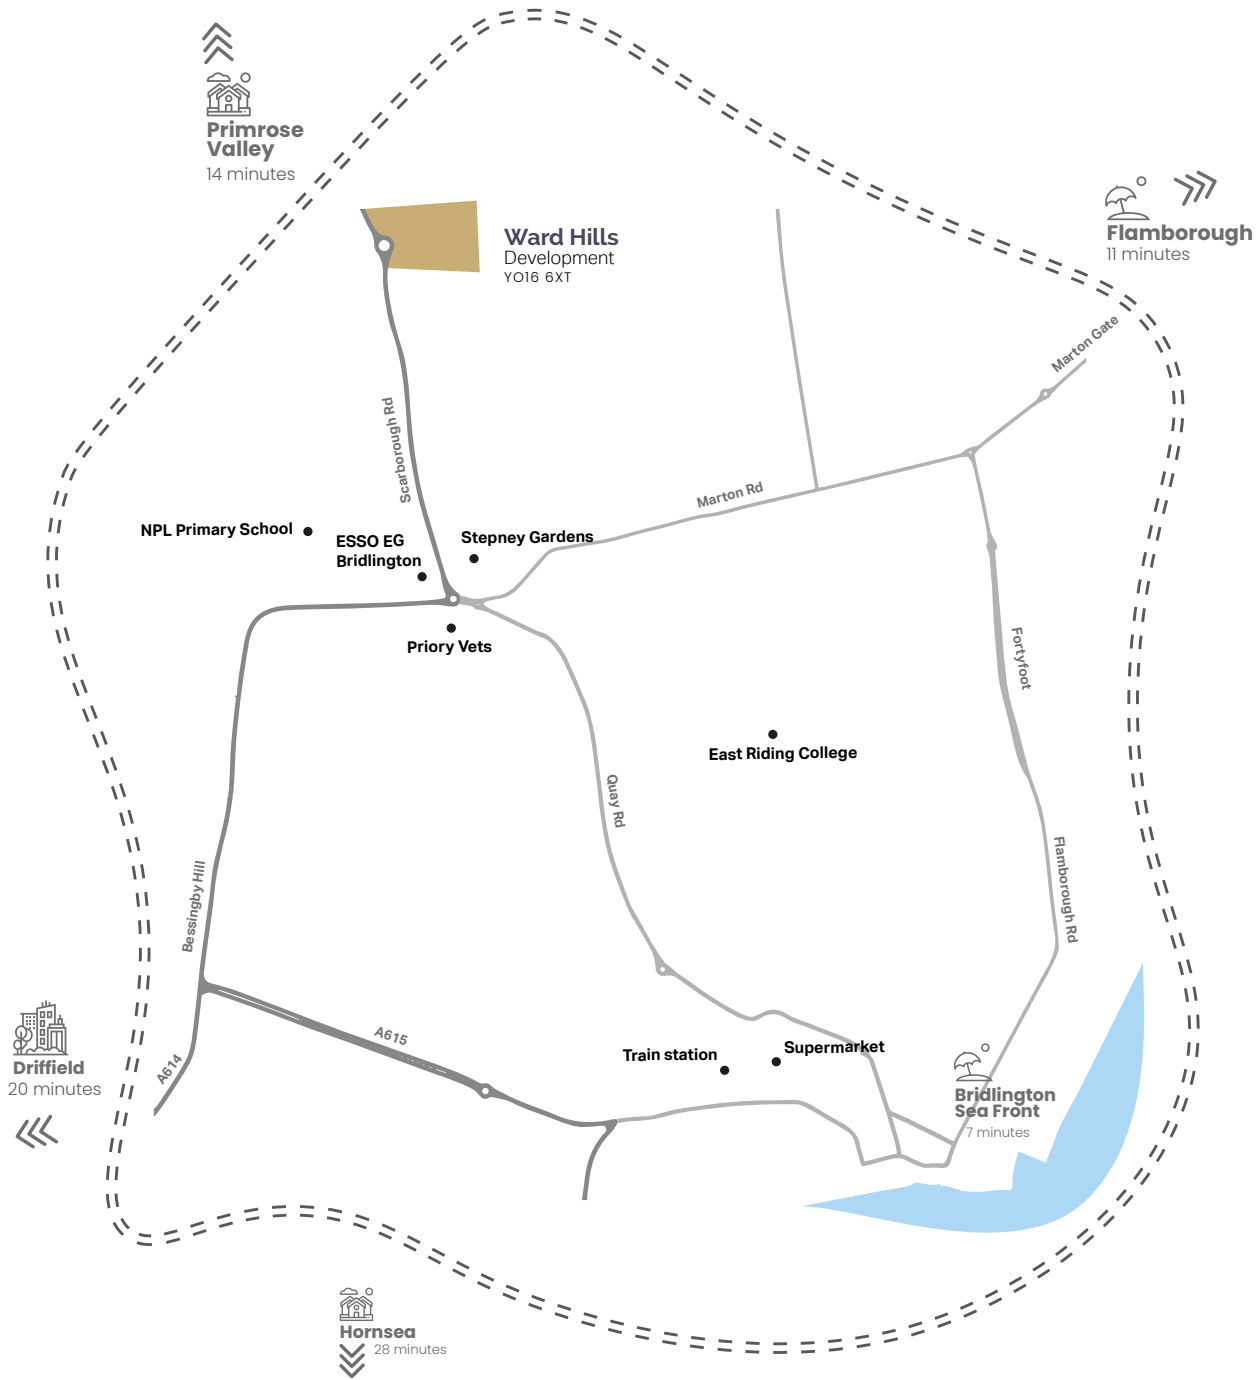 Primrose
Valley
14 minutes
Flamborough
11 minutes
Ward Hills
Development
YO16 6XT
Marton Gate
Scarborough Rd
Marton Rd
NPL Primary School
ESSO EG
Bridlington
Stepney Gardens
Priory Vets
Fortyfoot
East Riding College
Quay Rd
Flamborough Rd
Bessingby Hill
A615
A614
Train station
Supermarket
Driffield
20 minutes
Bridlington
Sea Front
7 minutes
Hornsea
28 minutes